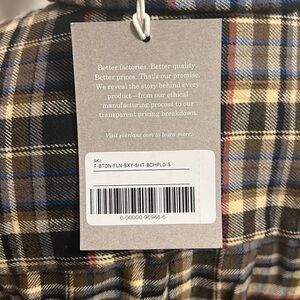 Better factories. Better quality.
Better prices. That's our promise.
We reveal the story behind every
product—from our ethical
manufacturing process to our
transparent pricing breakdown.
Visit everlane.com to learn more.
SKU:
F-BTDN-FLN-BXY-SHT-BCHPLD-S
0-00000-96966-6